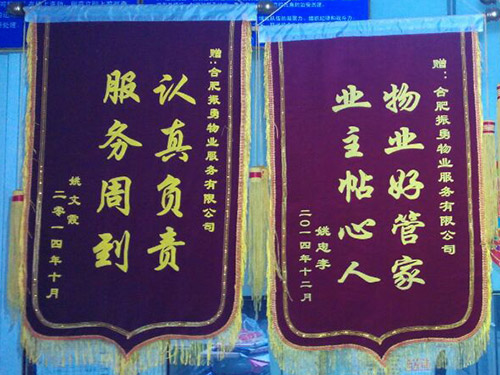 赠:合肥振勇物业服务有限公司
认真负责
服务周到
姚文霞
二零一四年十月
赠:合肥振勇物业服务有限公司
物业好管家
业主帖心人
姚忠李
二〇一四年十二月